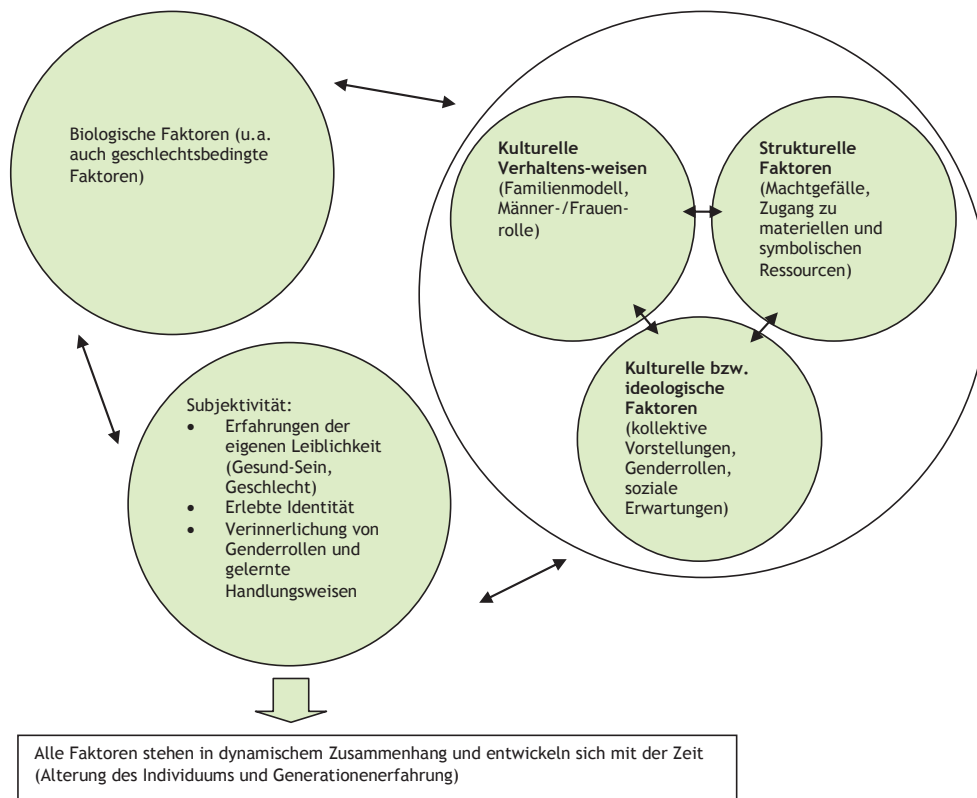 Biologische Faktoren (u.a.
auch geschlechtsbedingte
Faktoren)
Kulturelle
Verhaltens-weisen
(Familienmodell,
Männer-/Frauen-
rolle)
Strukturelle
Faktoren
(Machtgefälle,
Zugang zu
materiellen und
symbolischen
Ressourcen)
Kulturelle bzw.
ideologische
Faktoren
(kollektive
Vorstellungen,
Genderrollen,
soziale
Erwartungen)
Subjektivität:
• Erfahrungen der
eigenen Leiblichkeit
(Gesund-Sein,
Geschlecht)
• Erlebte Identität
• Verinnerlichung von
Genderrollen und
gelernte
Handlungsweisen
Alle Faktoren stehen in dynamischem Zusammenhang und entwickeln sich mit der Zeit
(Alterung des Individuums und Generationenerfahrung)